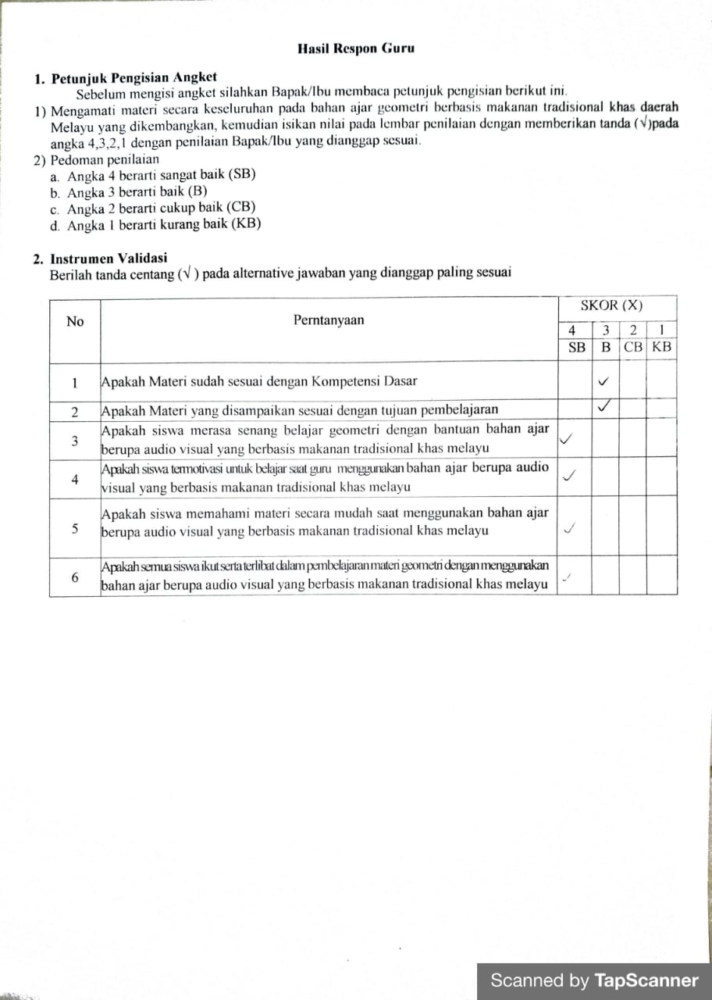 Hasil Respon Guru
1. Petunjuk Pengisian Angket
Sebelum mengisi angket silahkan Bapak/Ibu membaca petunjuk pengisian berikut ini.
1) Mengamati materi secara keseluruhan pada bahan ajar geometri berbasis makanan tradisional khas daerah
Melayu yang dikembangkan, kemudian isikan nilai pada lembar penilaian dengan memberikan tanda (√)pada
angka 4,3,2,1 dengan penilaian Bapak/Ibu yang dianggap sesuai.
2) Pedoman penilaian
a. Angka 4 berarti sangat baik (SB)
b. Angka 3 berarti baik (B)
c. Angka 2 berarti cukup baik (CB)
d. Angka 1 berarti kurang baik (KB)
2. Instrumen Validasi
Berilah tanda centang (√ ) pada alternative jawaban yang dianggap paling sesuai
No Perntanyaan SKOR (X)
4 3 2 1
SB B CB KB
1 Apakah Materi sudah sesuai dengan Kompetensi Dasar ✓
2 Apakah Materi yang disampaikan sesuai dengan tujuan pembelajaran ✓
3 Apakah siswa merasa senang belajar geometri dengan bantuan bahan ajar
berupa audio visual yang berbasis makanan tradisional khas melayu ✓
4 Apakah siswa termotivasi untuk belajar saat guru menggunakan bahan ajar berupa audio
visual yang berbasis makanan tradisional khas melayu ✓
5 Apakah siswa memahami materi secara mudah saat menggunakan bahan ajar
berupa audio visual yang berbasis makanan tradisional khas melayu ✓
6 Apakah semua siswa ikut serta terlibat dalam pembelajaran materi geometri dengan menggunakan
bahan ajar berupa audio visual yang berbasis makanan tradisional khas melayu ✓
Scanned by TapScanner